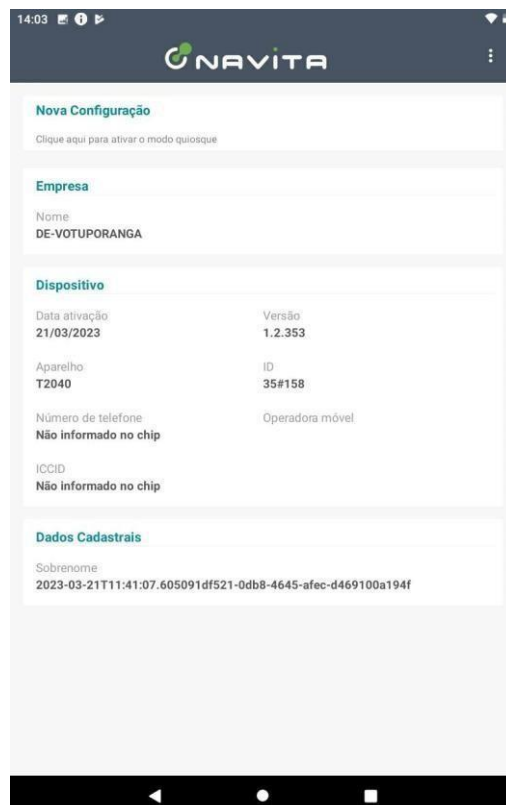 14:03
NAVITA
Nova Configuração
Clique aqui para ativar o modo quiosque
Empresa
Nome
DE-VOTUPORANGA
Dispositivo
Data ativação
21/03/2023
Versão
1.2.353
Aparelho
T2040
ID
35#158
Número de telefone
Não informado no chip
Operadora móvel
ICCID
Não informado no chip
Dados Cadastrais
Sobrenome
2023-03-21T11:41:07.605091df521-0db8-4645-afec-d469100a194f